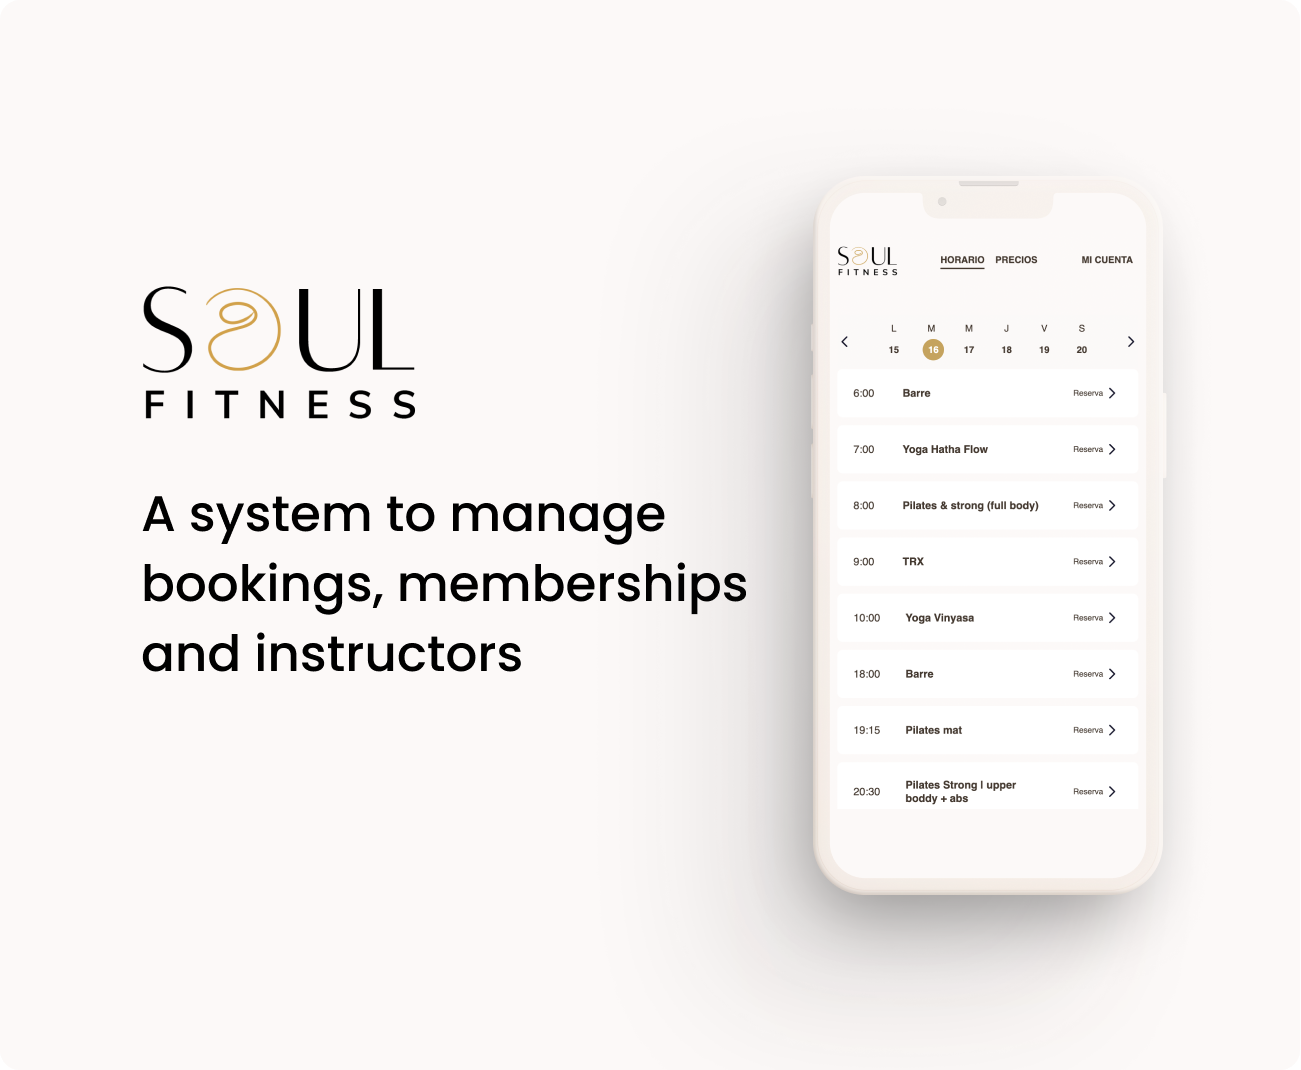 SOUL
FITNESS
A system to manage
bookings, memberships
and instructors
SOUL
FITNESS
HORARIO PRECIOS MI CUENTA
L M M J V S
15 16 17 18 19 20
6:00 Barre Reserva
7:00 Yoga Hatha Flow Reserva
8:00 Pilates & strong (full body) Reserva
9:00 TRX Reserva
10:00 Yoga Vinyasa Reserva
18:00 Barre Reserva
19:15 Pilates mat Reserva
20:30 Pilates Strong | upper Reserva
boddy + abs